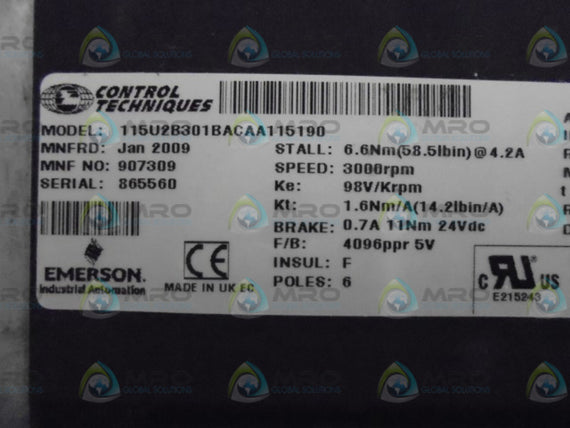 CONTROL
TECHNIQUES
MODEL: 115U2B301BACAA115190
MNFRD: Jan 2009
MNF NO: 907309
SERIAL: 865560
STALL: 6.6Nm(58.5lbin)@4.2A
SPEED: 3000rpm
Ke: 98V/Krpm
Kt: 1.6Nm/A(14.2lbin/A)
BRAKE: 0.7A 11Nm 24Vdc
F/B: 4096ppr 5V
INSUL: F
POLES: 6
EMERSON.
Industrial Automation
CE
MADE IN UK EC
C RU US
E215243
MRO
GLOBAL SOLUTIONS